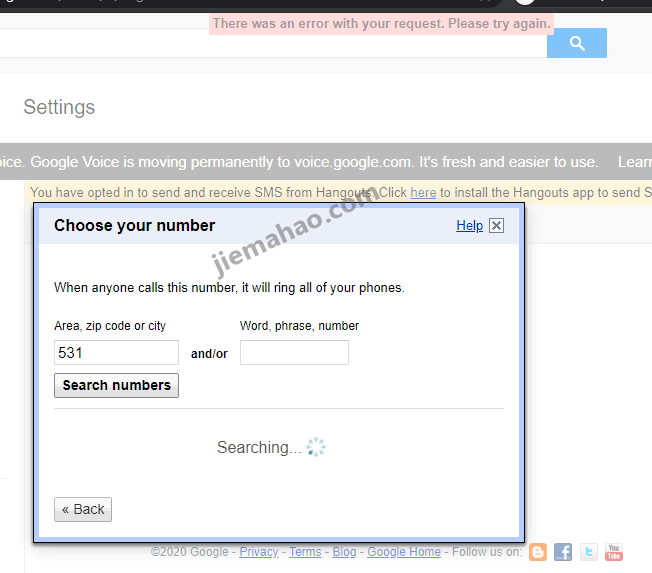 There was an error with your request. Please try again.
Settings
oice. Google Voice is moving permanently to voice.google.com. It's fresh and easier to use. Learn
You have opted in to send and receive SMS from Hangouts. Click here to install the Hangouts app to send S
Choose your number
Help
jiemahao.com
When anyone calls this number, it will ring all of your phones.
Area, zip code or city
Word, phrase, number
531
and/or
Search numbers
Searching...
« Back
©2020 Google - Privacy - Terms - Blog - Google Home - Follow us on:
You Tube